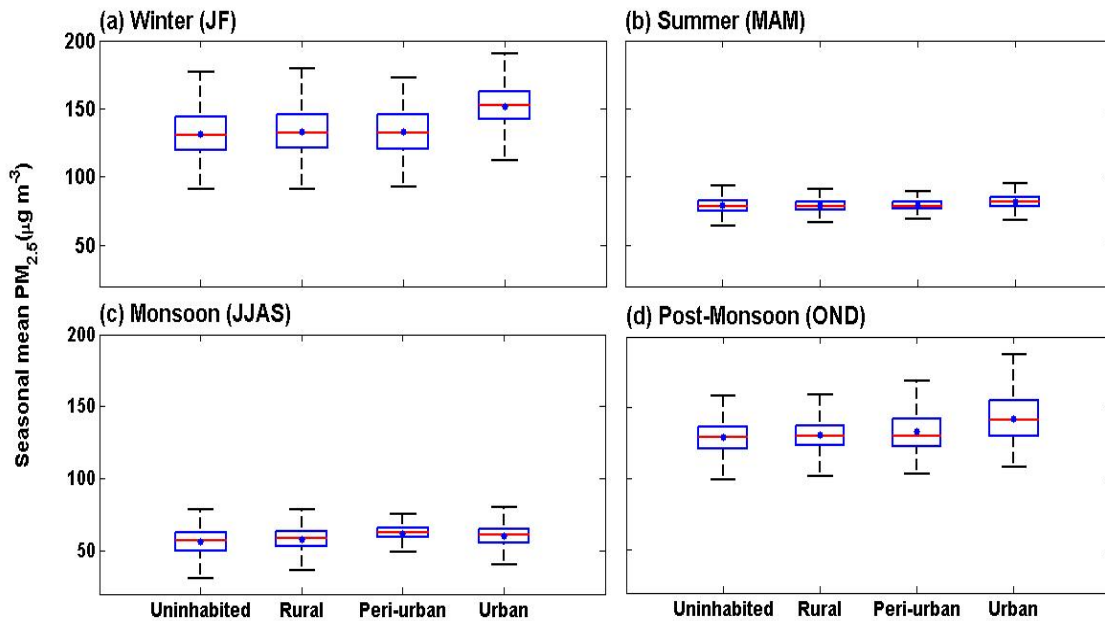 (a) Winter (JF)
(b) Summer (MAM)
200
150
100
50
(c) Monsoon (JJAS)
(d) Post-Monsoon (OND)
200
150
100
50
Seasonal mean PM2.5(μg m⁻³)
Uninhabited Rural Peri-urban Urban
Uninhabited Rural Peri-urban Urban